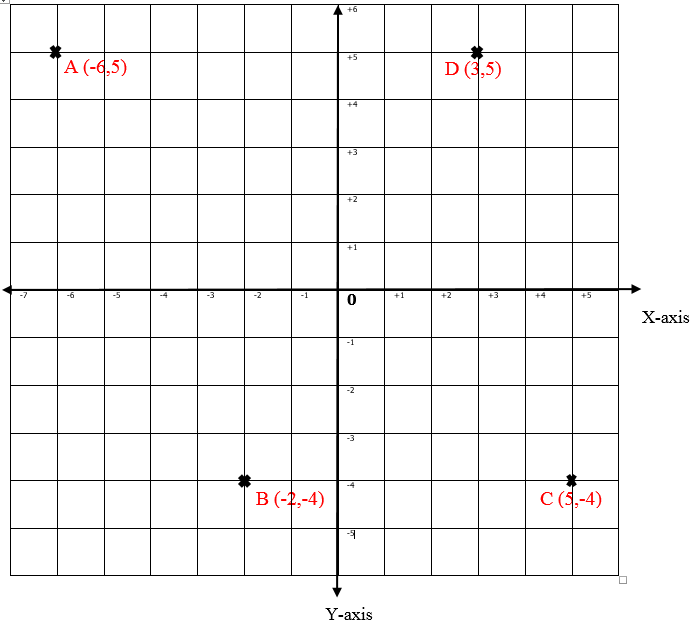 +6
+5
A (-6,5)
D (3,5)
+4
+3
+2
+1
-7 -6 -5 -4 -3 -2 -1 0 +1 +2 +3 +4 +5
X-axis
-1
-2
-3
-4
B (-2,-4)
C (5,-4)
-5
Y-axis